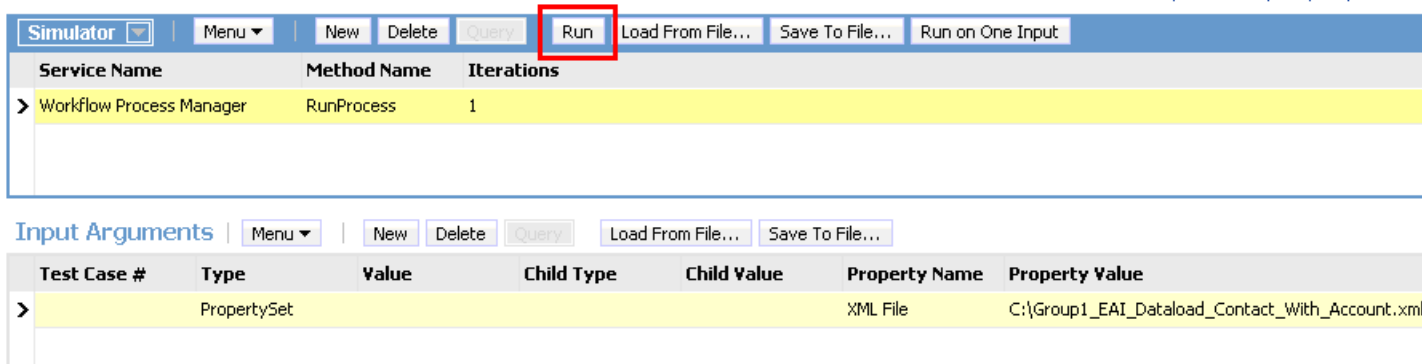 Simulator Menu New Delete Query Run Load From File... Save To File... Run on One Input
Service Name Method Name Iterations
Workflow Process Manager RunProcess 1
Input Arguments Menu New Delete Query Load From File... Save To File...
Test Case # Type Value Child Type Child Value Property Name Property Value
PropertySet XML File C:\Group1_EAI_Dataload_Contact_With_Account.xml